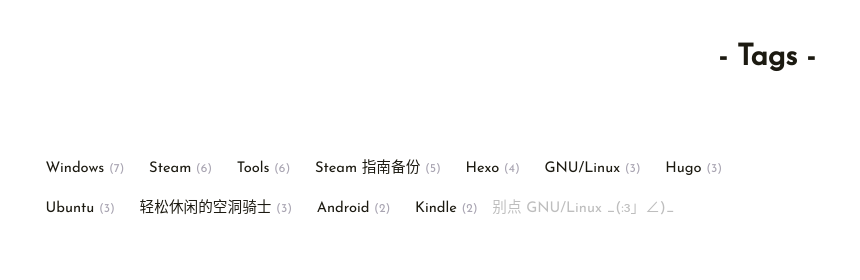 - Tags -
Windows (7) Steam (6) Tools (6) Steam 指南备份 (5) Hexo (4) GNU/Linux (3) Hugo (3)
Ubuntu (3) 轻松休闲的空洞骑士 (3) Android (2) Kindle (2) 别点 GNU/Linux _(:3」∠)_